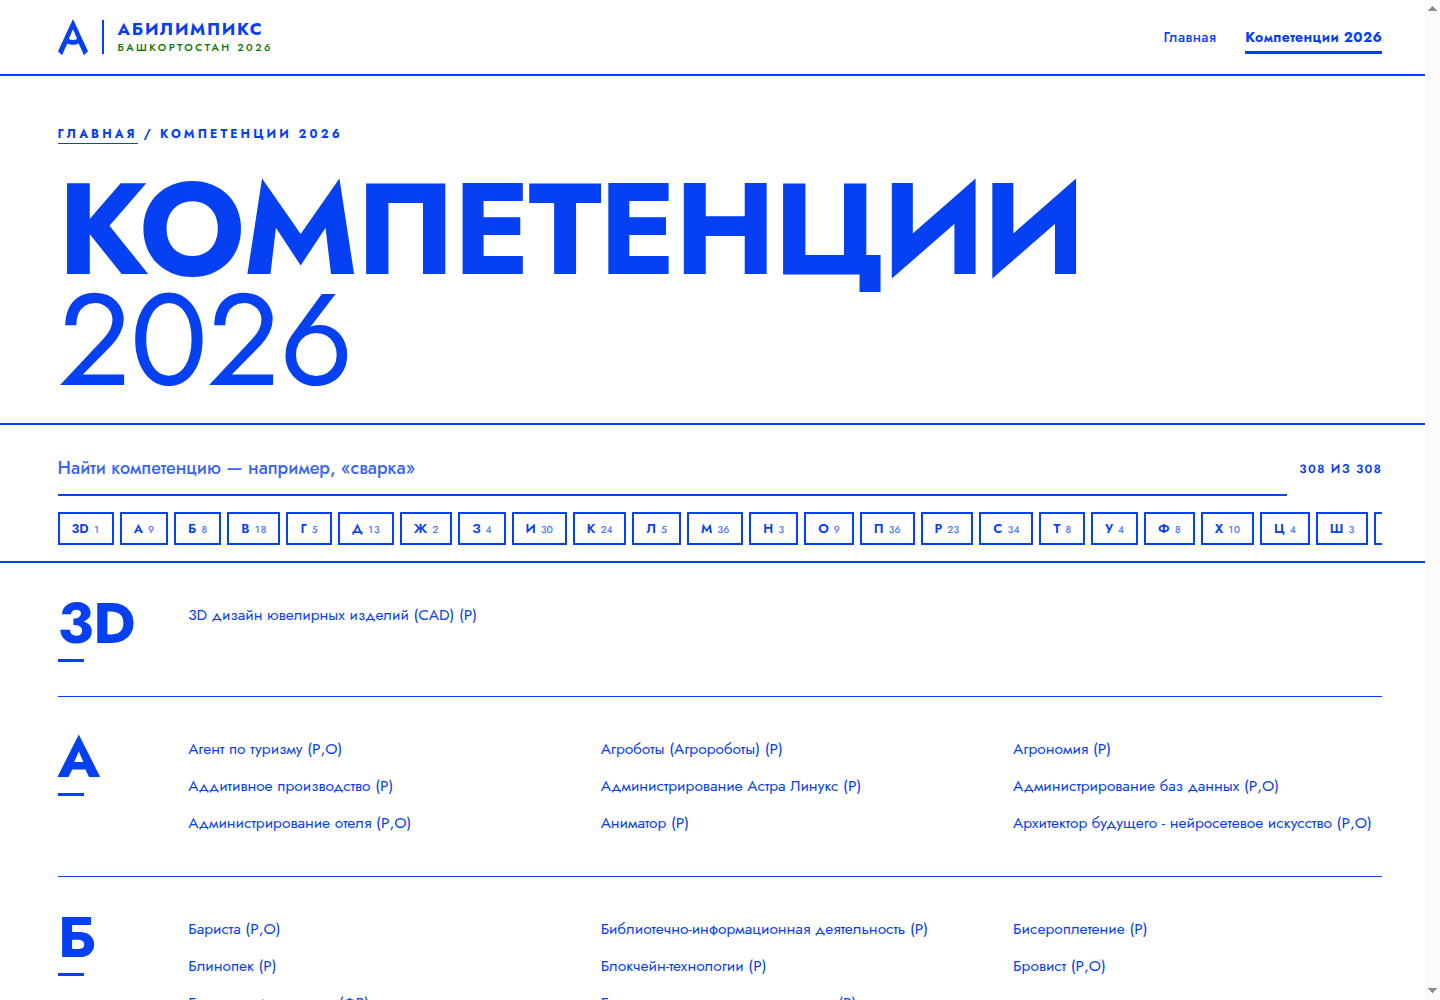 АБИЛИМПИКС
БАШКОРТОСТАН 2026
Главная
Компетенции 2026
ГЛАВНАЯ / КОМПЕТЕНЦИИ 2026
КОМПЕТЕНЦИИ
2026
Найти компетенцию — например, «сварка»
308 ИЗ 308
3D 1
А 9
Б 8
В 18
Г 5
Д 13
Ж 2
З 4
И 30
К 24
Л 5
М 36
Н 3
О 9
П 36
Р 23
С 34
Т 8
У 4
Ф 8
Х 10
Ц 4
Ш 3
3D
3D дизайн ювелирных изделий (CAD) (Р)
А
Агент по туризму (Р,О)
Агроботы (Агророботы) (Р)
Агрономия (Р)
Аддитивное производство (Р)
Администрирование Астра Линукс (Р)
Администрирование баз данных (Р,О)
Администрирование отеля (Р,О)
Аниматор (Р)
Архитектор будущего - нейросетевое искусство (Р,О)
Б
Бариста (Р,О)
Библиотечно-информационная деятельность (Р)
Бисероплетение (Р)
Блинопек (Р)
Блокчейн-технологии (Р)
Бровист (Р,О)